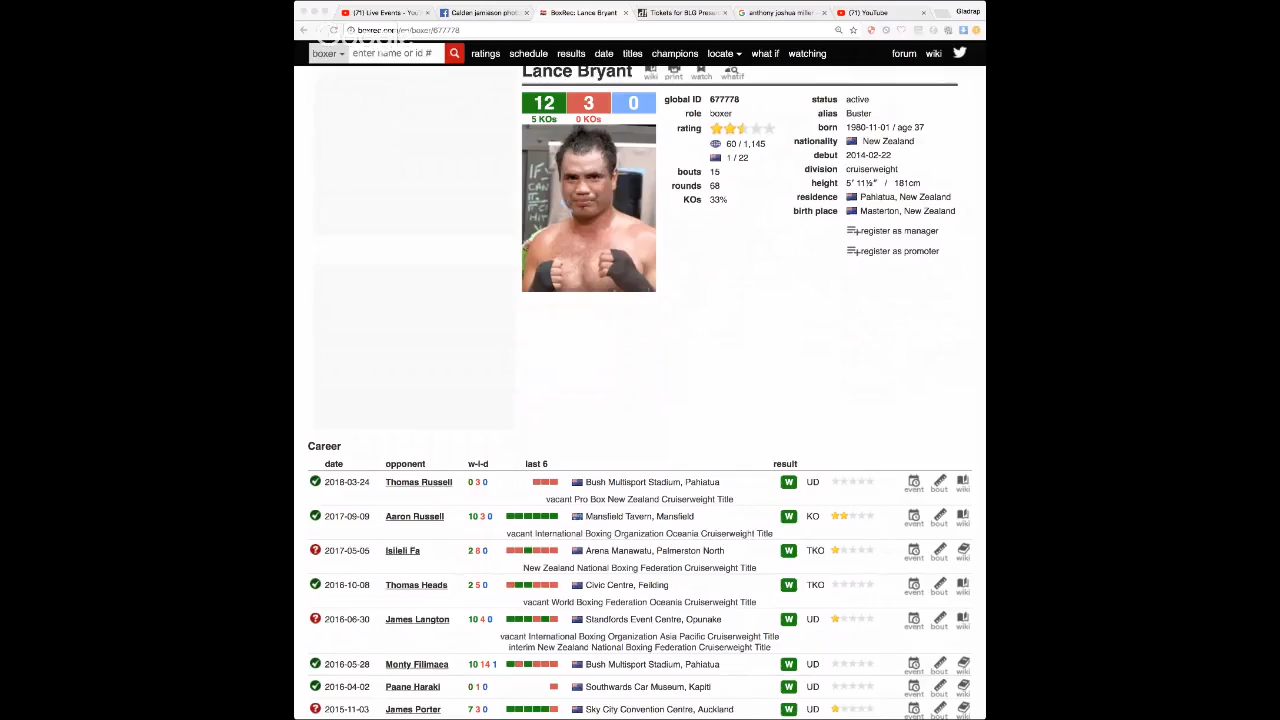 (71) Live Events - YouT
Caldan jamiason photo
BoxRec: Lance Bryant
Tickets for BLG Presen
anthony joshua miller
(71) YouTube
Gladrap
boxrec.com/en/boxer/677778
boxer enter name or id # ratings schedule results date titles champions locate what if watching forum wiki
Lance Bryant wiki print watch whatif
12 3 0
5 KOs 0 KOs
global ID 677778
role boxer
rating
60 / 1,145
1 / 22
bouts 15
rounds 68
KOs 33%
status active
alias Buster
born 1980-11-01 / age 37
nationality New Zealand
debut 2014-02-22
division cruiserweight
height 5′ 11½″ / 181cm
residence Pahiatua, New Zealand
birth place Masterton, New Zealand
register as manager
register as promoter
IF
CAN
HIT
Career
date opponent w-l-d last 6 result
2018-03-24 Thomas Russell 0 3 0 Bush Multisport Stadium, Pahiatua W UD event bout wiki
vacant Pro Box New Zealand Cruiserweight Title
2017-09-09 Aaron Russell 10 3 0 Mansfield Tavern, Mansfield W KO event bout wiki
vacant International Boxing Organization Oceania Cruiserweight Title
2017-05-05 Isileli Fa 2 8 0 Arena Manawatu, Palmerston North W TKO event bout wiki
New Zealand National Boxing Federation Cruiserweight Title
2016-10-08 Thomas Heads 2 5 0 Civic Centre, Feilding W TKO event bout wiki
vacant World Boxing Federation Oceania Cruiserweight Title
2016-06-30 James Langton 10 4 0 Standfords Event Centre, Opunake W UD event bout wiki
vacant International Boxing Organization Asia Pacific Cruiserweight Title
interim New Zealand National Boxing Federation Cruiserweight Title
2016-05-28 Monty Filimaea 10 14 1 Bush Multisport Stadium, Pahiatua W UD event bout wiki
2016-04-02 Paane Haraki 0 1 0 Southwards Car Museum, Kapiti W UD event bout wiki
2015-11-03 James Porter 7 3 0 Sky City Convention Centre, Auckland W UD event bout wiki